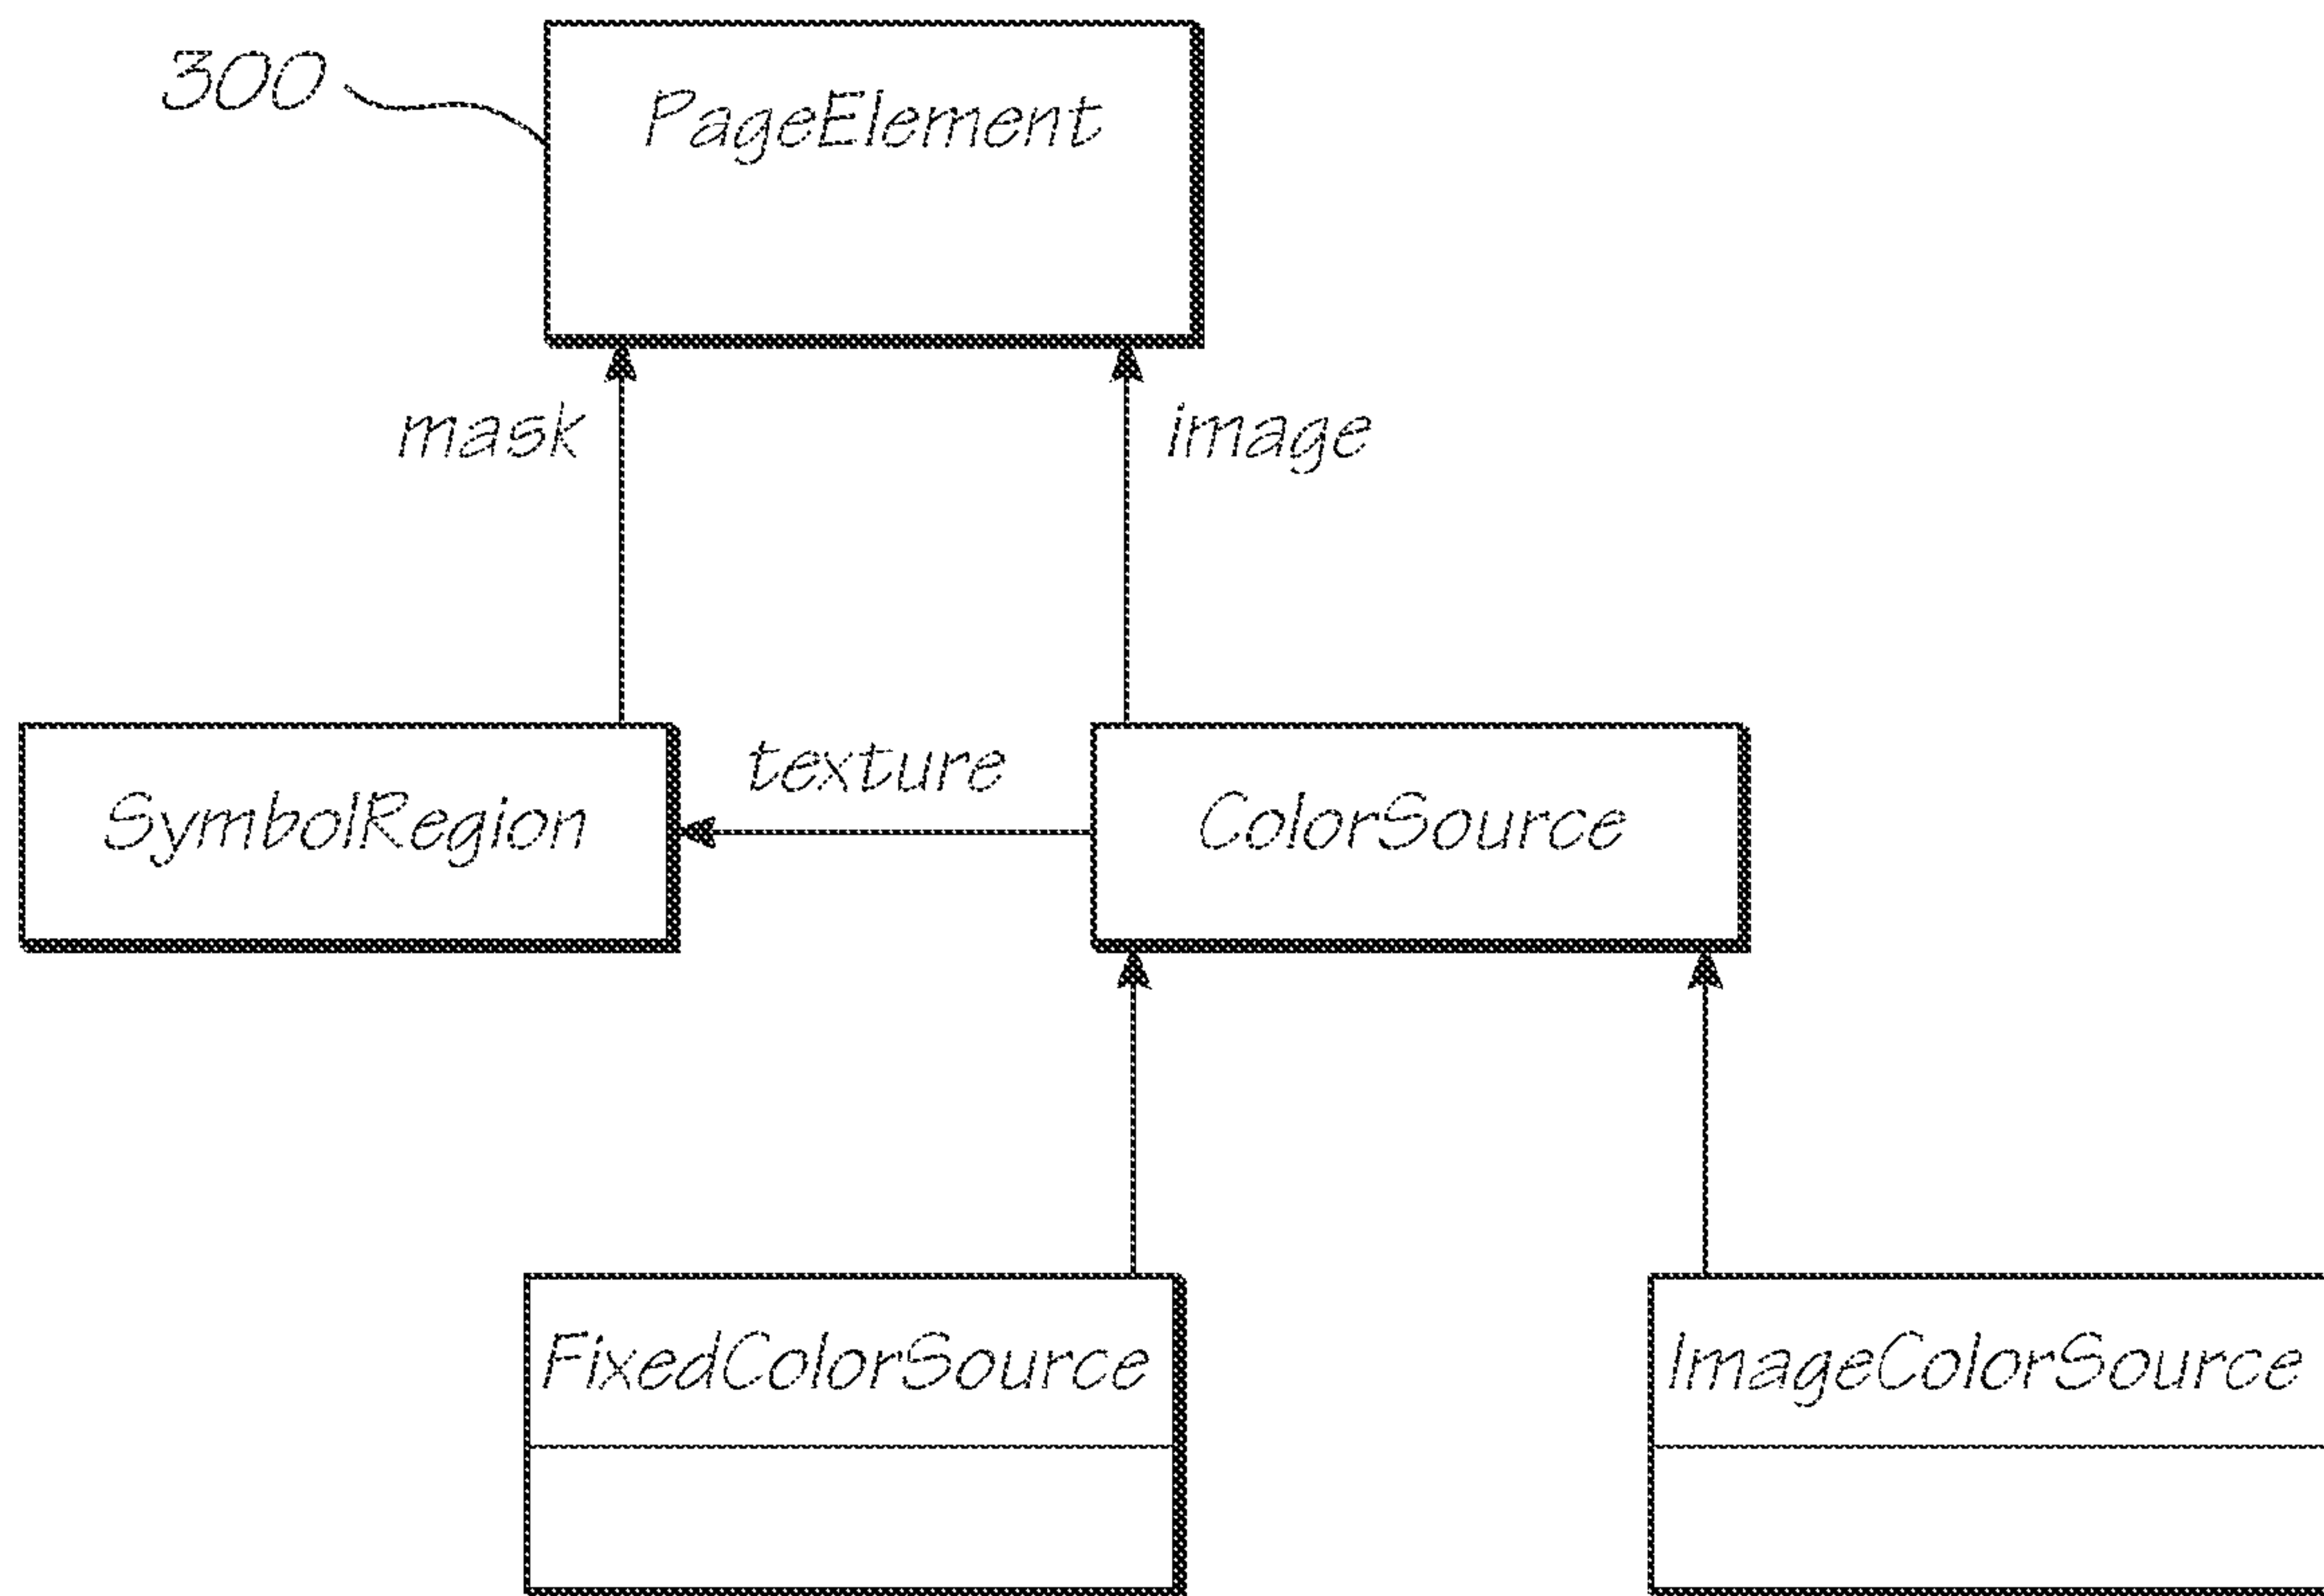 300
PageElement
mask
image
texture
SymbolRegion
ColorSource
FixedColorSource
ImageColorSource